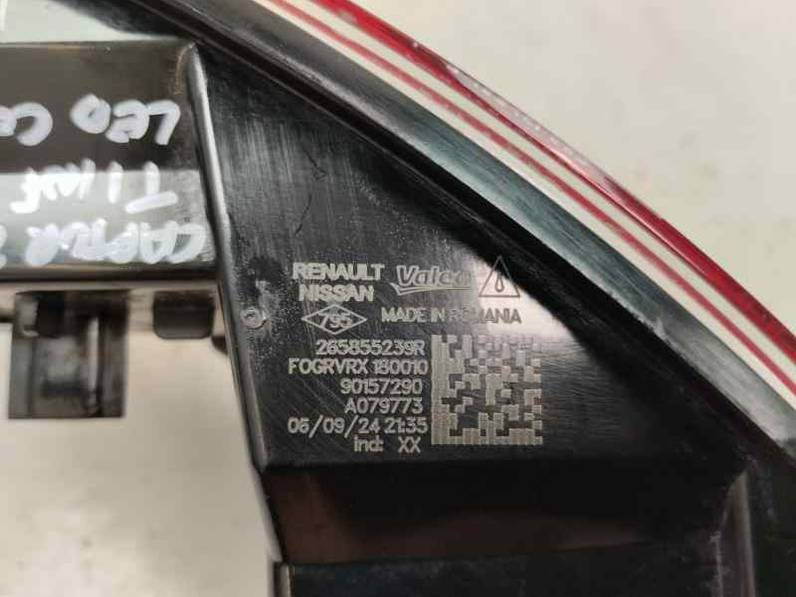 RENAULT Valeo
NISSAN
795 MADE IN ROMANIA
265855239R
FOGRVRX 180010
90157290
A079773
06/09/24 21:35
ind: XX
CAPTUR
LED